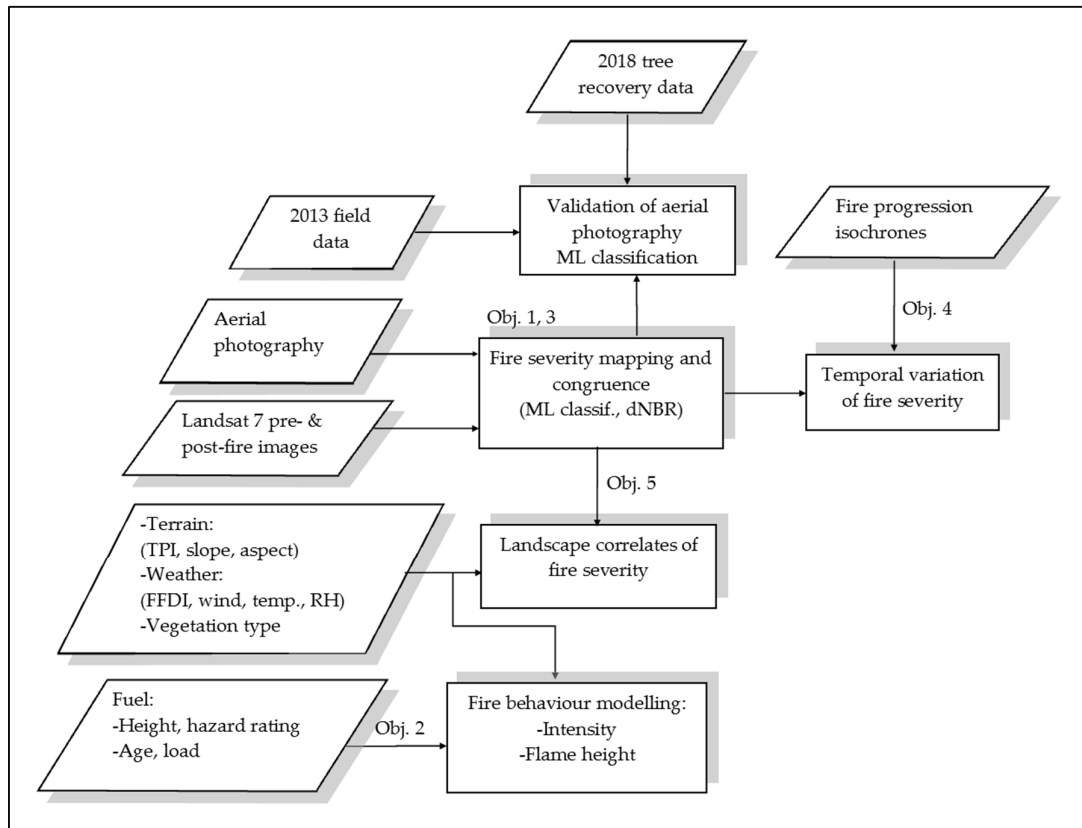 2018 tree
recovery data
2013 field
data
Validation of aerial
photography
ML classification
Fire progression
isochrones
Obj. 4
Aerial
photography
Obj. 1, 3
Fire severity mapping and
congruence
(ML classif., dNBR)
Temporal variation
of fire severity
Landsat 7 pre- &
post-fire images
Obj. 5
-Terrain:
(TPI, slope, aspect)
-Weather:
(FFDI, wind, temp., RH)
-Vegetation type
Landscape correlates of
fire severity
Fuel:
-Height, hazard rating
-Age, load
Obj. 2
Fire behaviour modelling:
-Intensity
-Flame height